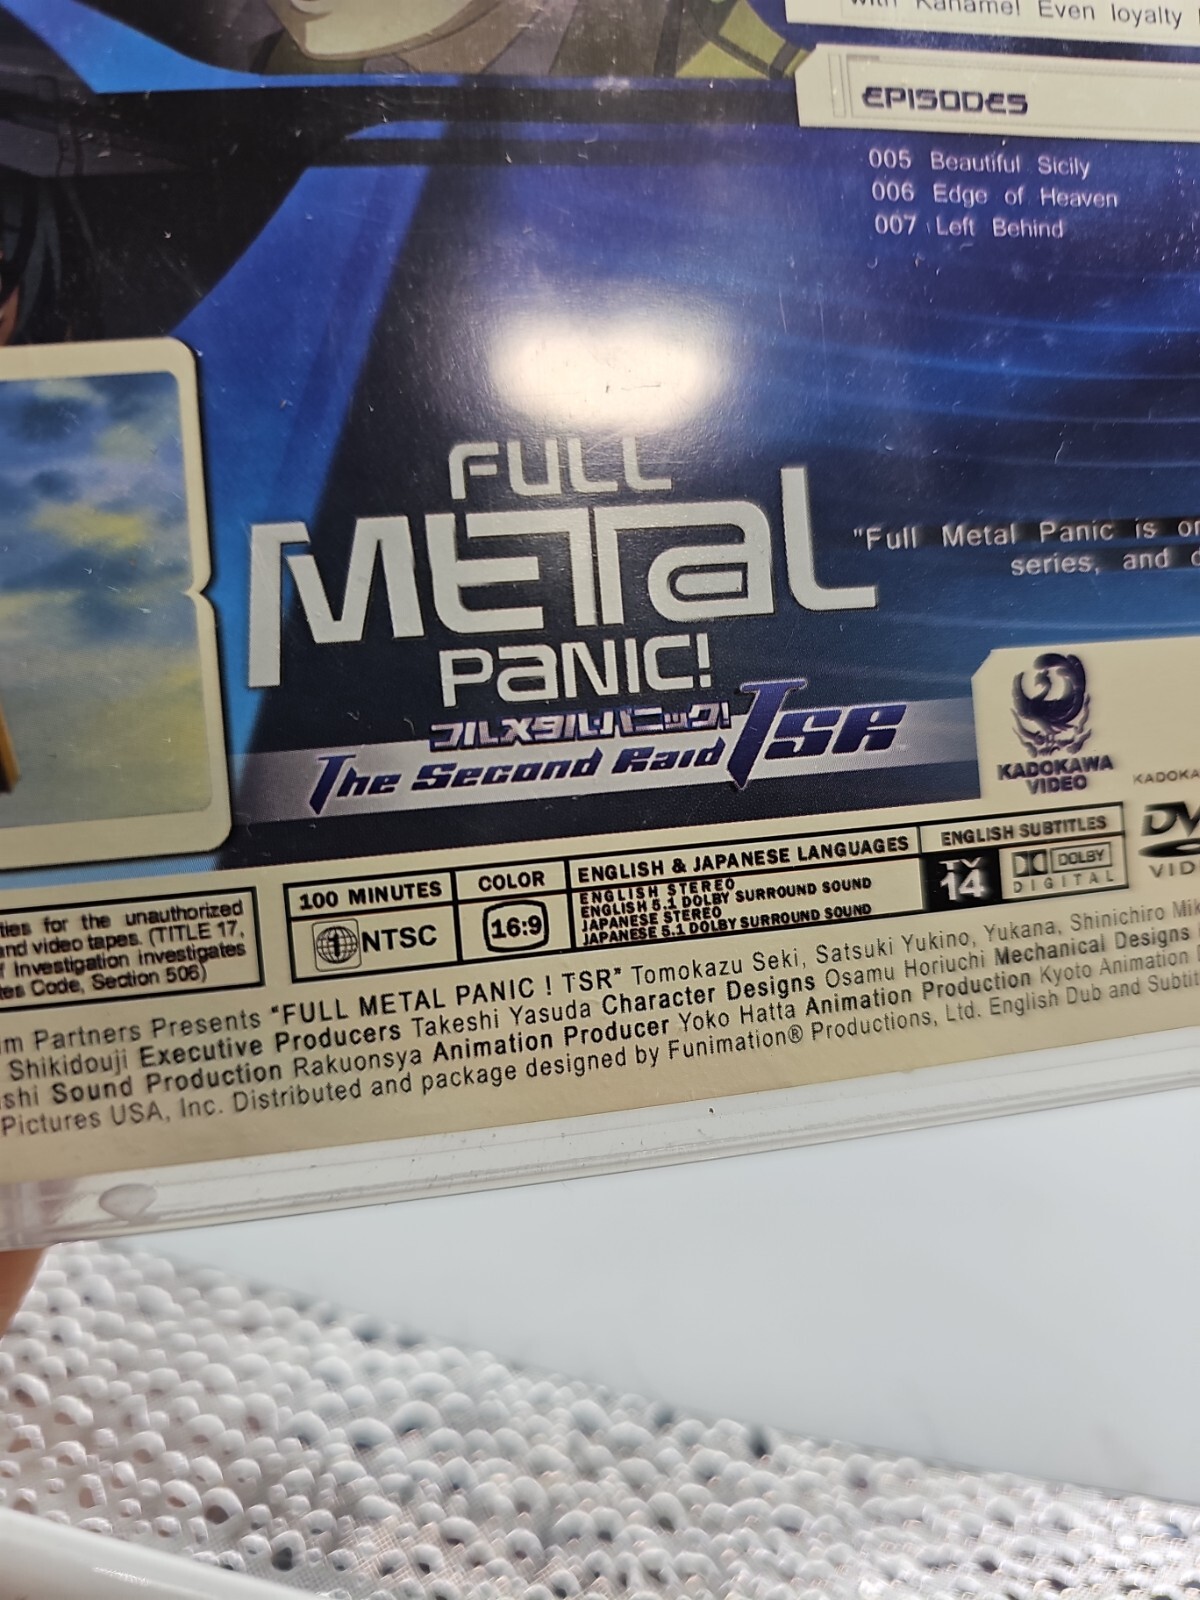 with Kaname! Even loyalty
EPISODES
005 Beautiful Sicily
006 Edge of Heaven
007 Left Behind
FULL
METAL
PANIC!
フルメタル・パニック!
The Second Raid TSR
"Full Metal Panic is
series, and
KADOKAWA
VIDEO
100 MINUTES
COLOR
ENGLISH & JAPANESE LANGUAGES
ENGLISH SUBTITLES
1 NTSC
16:9
ENGLISH STEREO
ENGLISH 5.1 DOLBY SURROUND SOUND
JAPANESE STEREO
JAPANESE 5.1 DOLBY SURROUND SOUND
TV
14
DOLBY
DIGITAL
for the unauthorized
and video tapes. (TITLE 17,
Investigation investigates
Code, Section 506)
Partners Presents "FULL METAL PANIC ! TSR" Tomokazu Seki, Satsuki Yukino, Yukana, Shinichiro
Shikidouji Executive Producers Takeshi Yasuda Character Designs Osamu Horiuchi Mechanical Designs
Sound Production Rakuonsya Animation Producer Yoko Hatta Animation Production Kyoto Animation
Pictures USA, Inc. Distributed and package designed by Funimation® Productions, Ltd. English Dub and